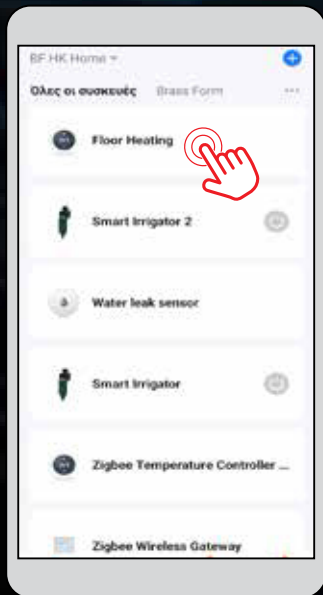 BF HK Home
Όλες οι συσκευές Brass Form ...
Floor Heating
Smart Irrigator 2
Water leak sensor
Smart Irrigator
Zigbee Temperature Controller ...
Zigbee Wireless Gateway